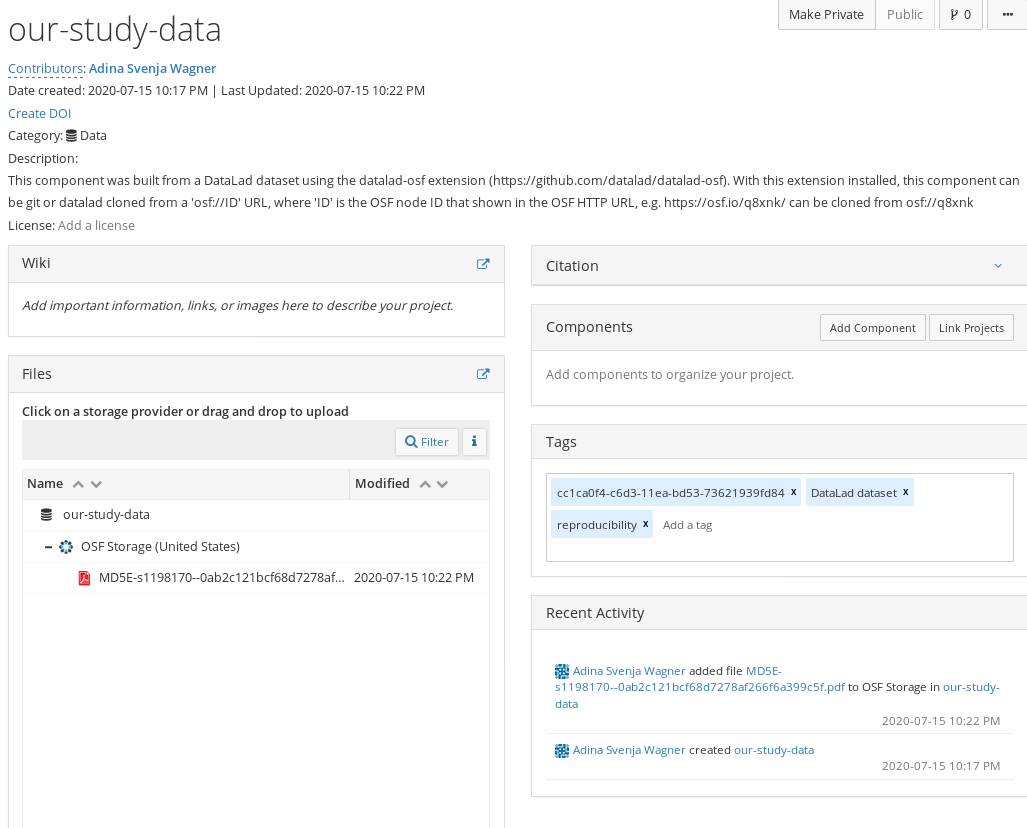 our-study-data
Make Private Public 0 •••
Contributors: Adina Svenja Wagner
Date created: 2020-07-15 10:17 PM | Last Updated: 2020-07-15 10:22 PM
Create DOI
Category: Data
Description:
This component was built from a DataLad dataset using the datalad-osf extension (https://github.com/datalad/datalad-osf). With this extension installed, this component can
be git or datalad cloned from a 'osf://ID' URL, where 'ID' is the OSF node ID that shown in the OSF HTTP URL, e.g. https://osf.io/q8xnk/ can be cloned from osf://q8xnk
License: Add a license
Wiki
Add important information, links, or images here to describe your project.
Files
Click on a storage provider or drag and drop to upload
Filter i
Name Modified
our-study-data
OSF Storage (United States)
MD5E-s1198170--0ab2c121bcf68d7278af... 2020-07-15 10:22 PM
Citation
Components Add Component Link Projects
Add components to organize your project.
Tags
cc1ca0f4-c6d3-11ea-bd53-73621939fd84 x DataLad dataset x
reproducibility x Add a tag
Recent Activity
Adina Svenja Wagner added file MD5E-
s1198170--0ab2c121bcf68d7278af266f6a399c5f.pdf to OSF Storage in our-study-
data
2020-07-15 10:22 PM
Adina Svenja Wagner created our-study-data
2020-07-15 10:17 PM